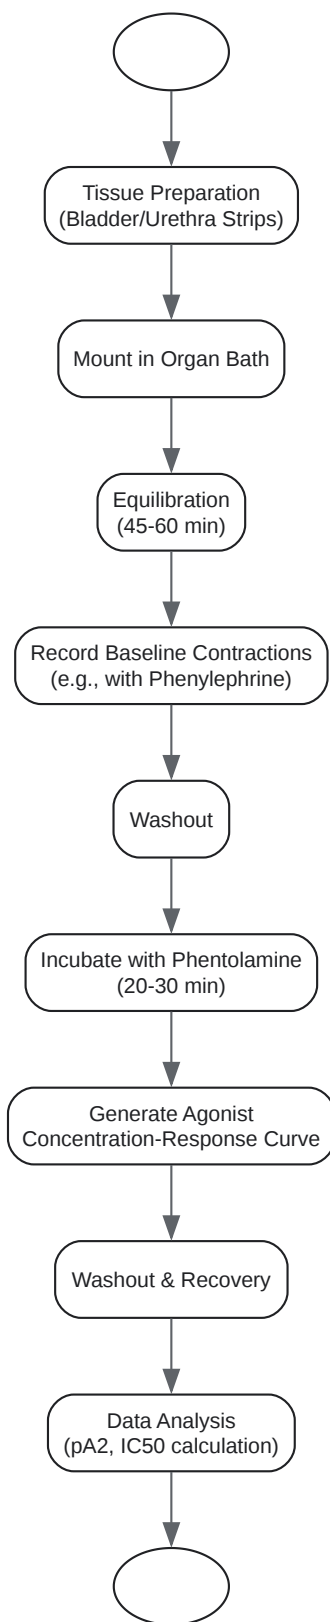 Tissue Preparation
(Bladder/Urethra Strips)
Mount in Organ Bath
Equilibration
(45-60 min)
Record Baseline Contractions
(e.g., with Phenylephrine)
Washout
Incubate with Phentolamine
(20-30 min)
Generate Agonist
Concentration-Response Curve
Washout & Recovery
Data Analysis
(pA2, IC50 calculation)